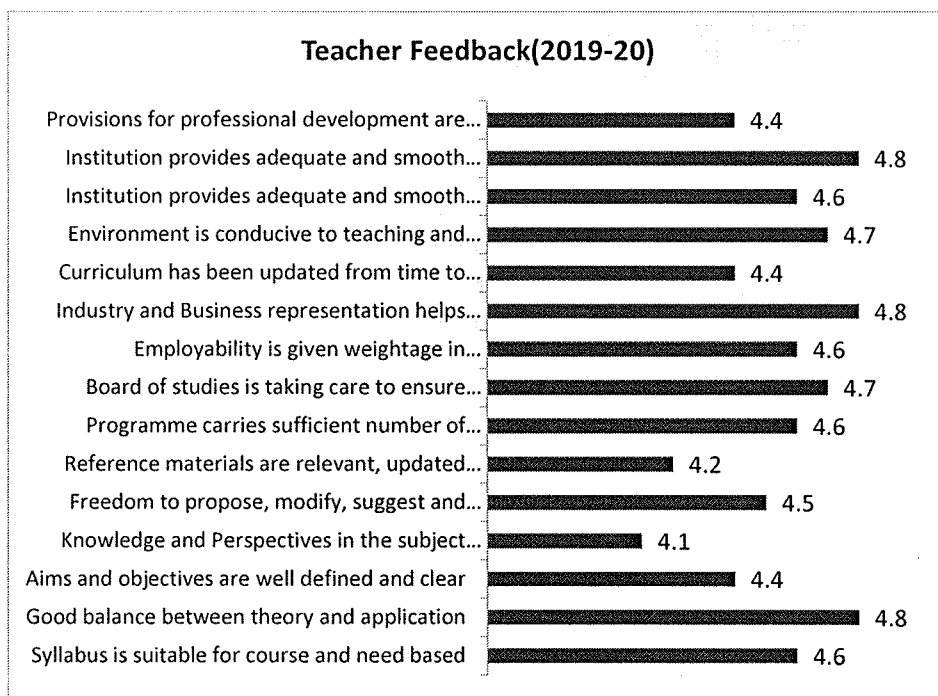 Teacher Feedback(2019-20)
Provisions for professional development are... 4.4
Institution provides adequate and smooth... 4.8
Institution provides adequate and smooth... 4.6
Environment is conducive to teaching and... 4.7
Curriculum has been updated from time to... 4.4
Industry and Business representation helps... 4.8
Employability is given weightage in... 4.6
Board of studies is taking care to ensure... 4.7
Programme carries sufficient number of... 4.6
Reference materials are relevant, updated... 4.2
Freedom to propose, modify, suggest and... 4.5
Knowledge and Perspectives in the subject... 4.1
Aims and objectives are well defined and clear 4.4
Good balance between theory and application 4.8
Syllabus is suitable for course and need based 4.6